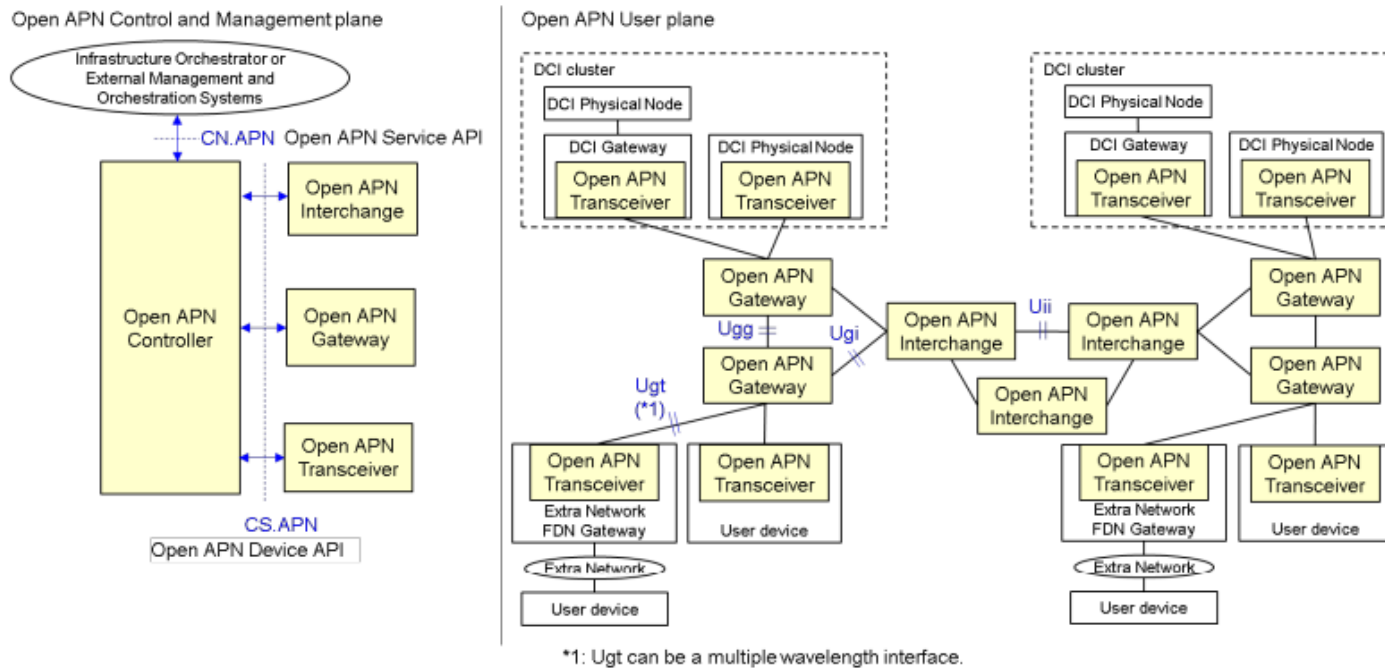 Open APN Control and Management plane
Infrastructure Orchestrator or
External Management and
Orchestration Systems
CN.APN Open APN Service API
Open APN
Controller
Open APN
Interchange
Open APN
Gateway
Open APN
Transceiver
CS.APN
Open APN Device API
Open APN User plane
DCI cluster
DCI Physical Node
DCI Gateway
Open APN
Transceiver
DCI Physical Node
Open APN
Transceiver
Open APN
Gateway
Ugg
Ugi
Open APN
Gateway
Ugt
(*1)
Open APN
Transceiver
Extra Network
FDN Gateway
Extra Network
User device
Open APN
Transceiver
User device
Open APN
Interchange
Uii
Open APN
Interchange
Open APN
Interchange
DCI cluster
DCI Physical Node
DCI Gateway
Open APN
Transceiver
DCI Physical Node
Open APN
Transceiver
Open APN
Gateway
Open APN
Gateway
Open APN
Transceiver
Extra Network
FDN Gateway
Extra Network
User device
Open APN
Transceiver
User device
*1: Ugt can be a multiple wavelength interface.